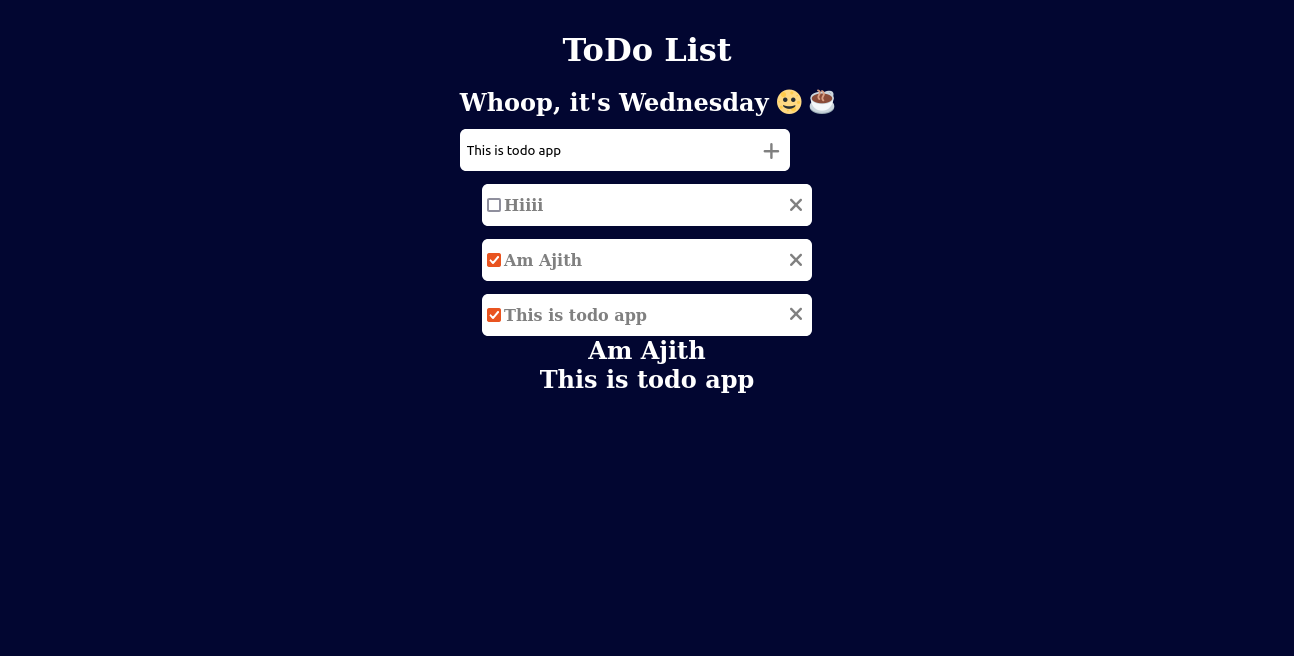 ToDo List
Whoop, it's Wednesday 🙂 ☕
This is todo app
Hiiii
Am Ajith
This is todo app
Am Ajith
This is todo app